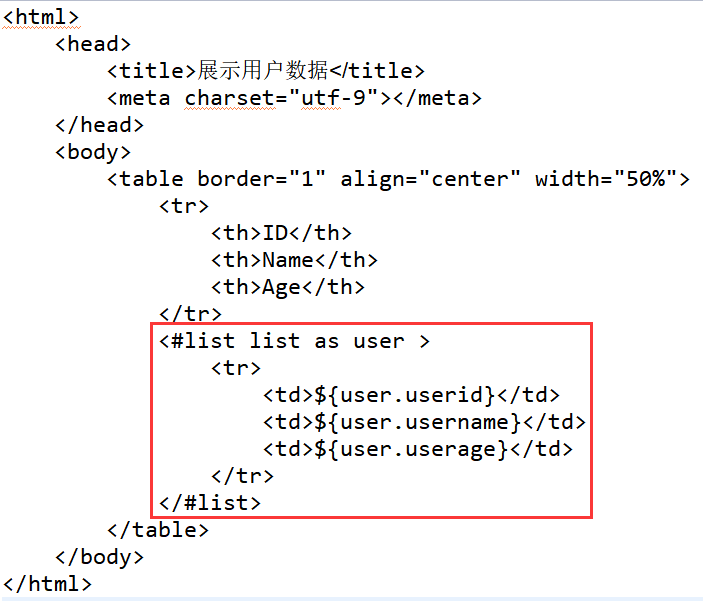 <html>
    <head>
        <title>展示用户数据</title>
        <meta charset="utf-9"></meta>
    </head>
    <body>
        <table border="1" align="center" width="50%">
            <tr>
                <th>ID</th>
                <th>Name</th>
                <th>Age</th>
            </tr>
            <#list list as user >
                <tr>
                    <td>${user.userid}</td>
                    <td>${user.username}</td>
                    <td>${user.userage}</td>
                </tr>
            </#list>
        </table>
    </body>
</html>